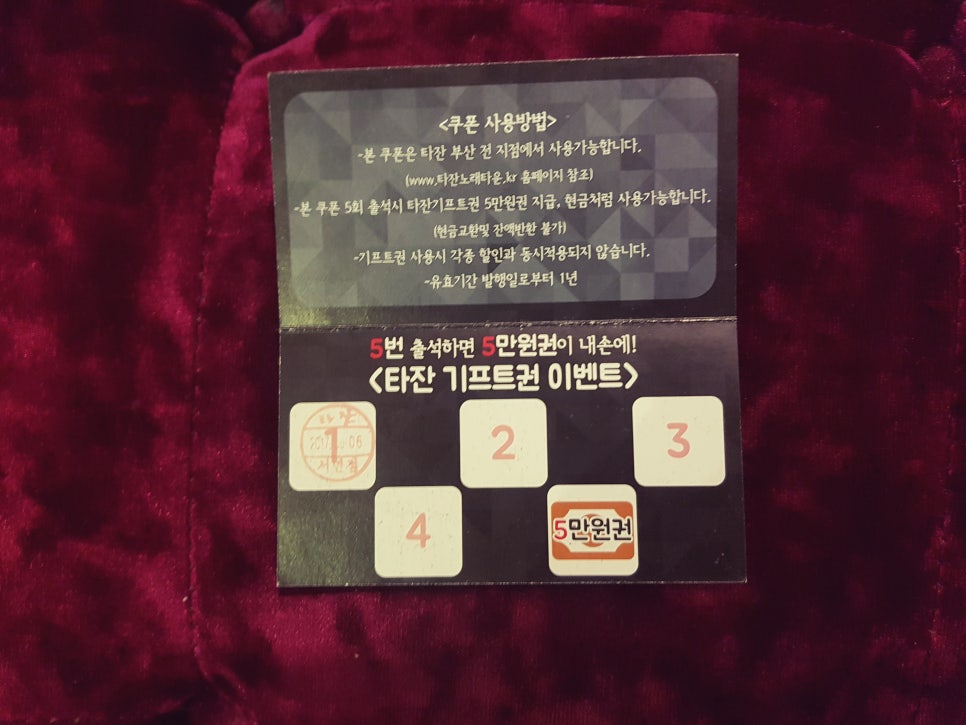 <쿠폰 사용방법>
-본 쿠폰은 타잔 부산 전 지점에서 사용가능합니다.
(www.타잔노래타운.kr 홈페이지 참조)
-본 쿠폰 5회 출석시 타잔기프트권 5만원권 지급, 현금처럼 사용가능합니다.
(현금교환및 잔액반환 불가)
-기프트권 사용시 각종 할인과 동시적용되지 않습니다.
-유효기간 발행일로부터 1년
5번 출석하면 5만원권이 내손에!
<타잔 기프트권 이벤트>
1
2
3
4
5만원권